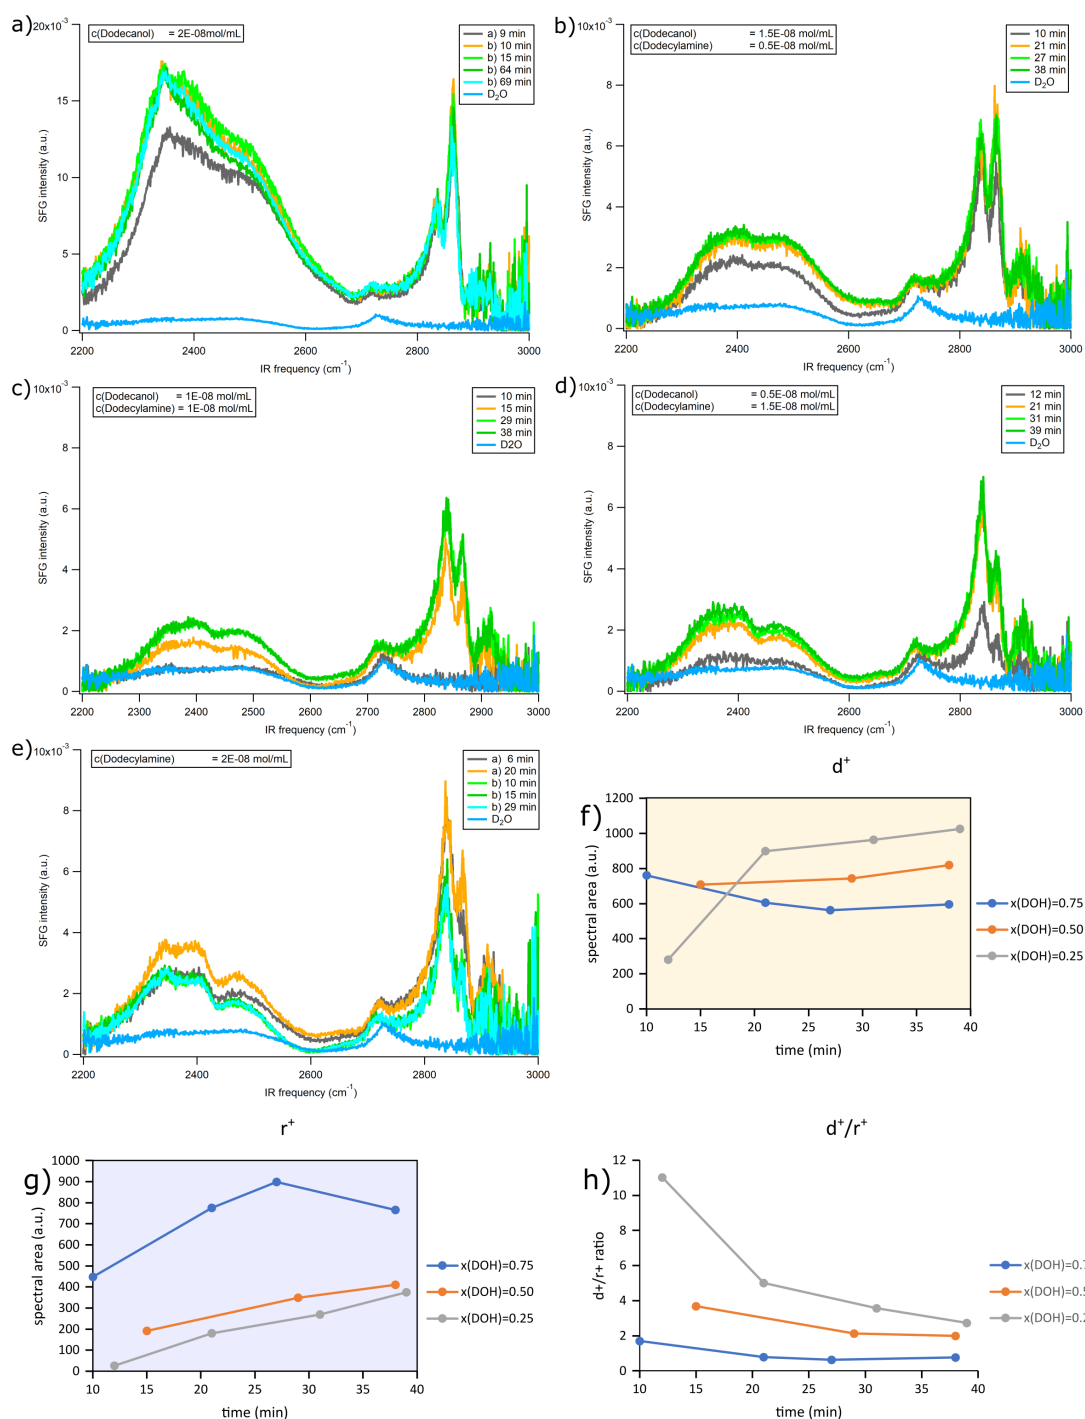 a)
20x10⁻³
15
10
5
0
SFG intensity (a.u.)
c(Dodecanol) = 2E-08mol/mL
a) 9 min
b) 10 min
b) 15 min
b) 64 min
b) 69 min
D₂O
2200
2400
2600
2800
3000
IR frequency (cm⁻¹)
b)
10x10⁻³
8
6
4
2
0
SFG intensity (a.u.)
c(Dodecanol) = 1.5E-08 mol/mL
c(Dodecylamine) = 0.5E-08 mol/mL
10 min
21 min
27 min
38 min
D₂O
2200
2400
2600
2800
3000
IR frequency (cm⁻¹)
c)
10x10⁻³
8
6
4
2
0
SFG intensity (a.u.)
c(Dodecanol) = 1E-08 mol/mL
c(Dodecylamine) = 1E-08 mol/mL
10 min
15 min
29 min
38 min
D2O
2200
2300
2400
2500
2600
2700
2800
2900
3000
IR frequency (cm⁻¹)
d)
10x10⁻³
8
6
4
2
0
SFG intensity (a.u.)
c(Dodecanol) = 0.5E-08 mol/mL
c(Dodecylamine) = 1.5E-08 mol/mL
12 min
21 min
31 min
39 min
D₂O
2200
2400
2600
2800
3000
IR frequency (cm⁻¹)
e)
10x10⁻³
8
6
4
2
0
SFG intensity (a.u.)
c(Dodecylamine) = 2E-08 mol/mL
a) 6 min
a) 20 min
b) 10 min
b) 15 min
b) 29 min
D₂O
2200
2400
2600
2800
3000
IR frequency (cm⁻¹)
d⁺
f)
1200
1000
800
600
400
200
0
spectral area (a.u.)
10
15
20
25
30
35
40
time (min)
x(DOH)=0.75
x(DOH)=0.50
x(DOH)=0.25
r⁺
g)
1000
900
800
700
600
500
400
300
200
100
0
spectral area (a.u.)
10
15
20
25
30
35
40
time (min)
x(DOH)=0.75
x(DOH)=0.50
x(DOH)=0.25
d⁺/r⁺
h)
12
10
8
6
4
2
0
d+/r+ ratio
10
15
20
25
30
35
40
time (min)
x(DOH)=0.7
x(DOH)=0.5
x(DOH)=0.2